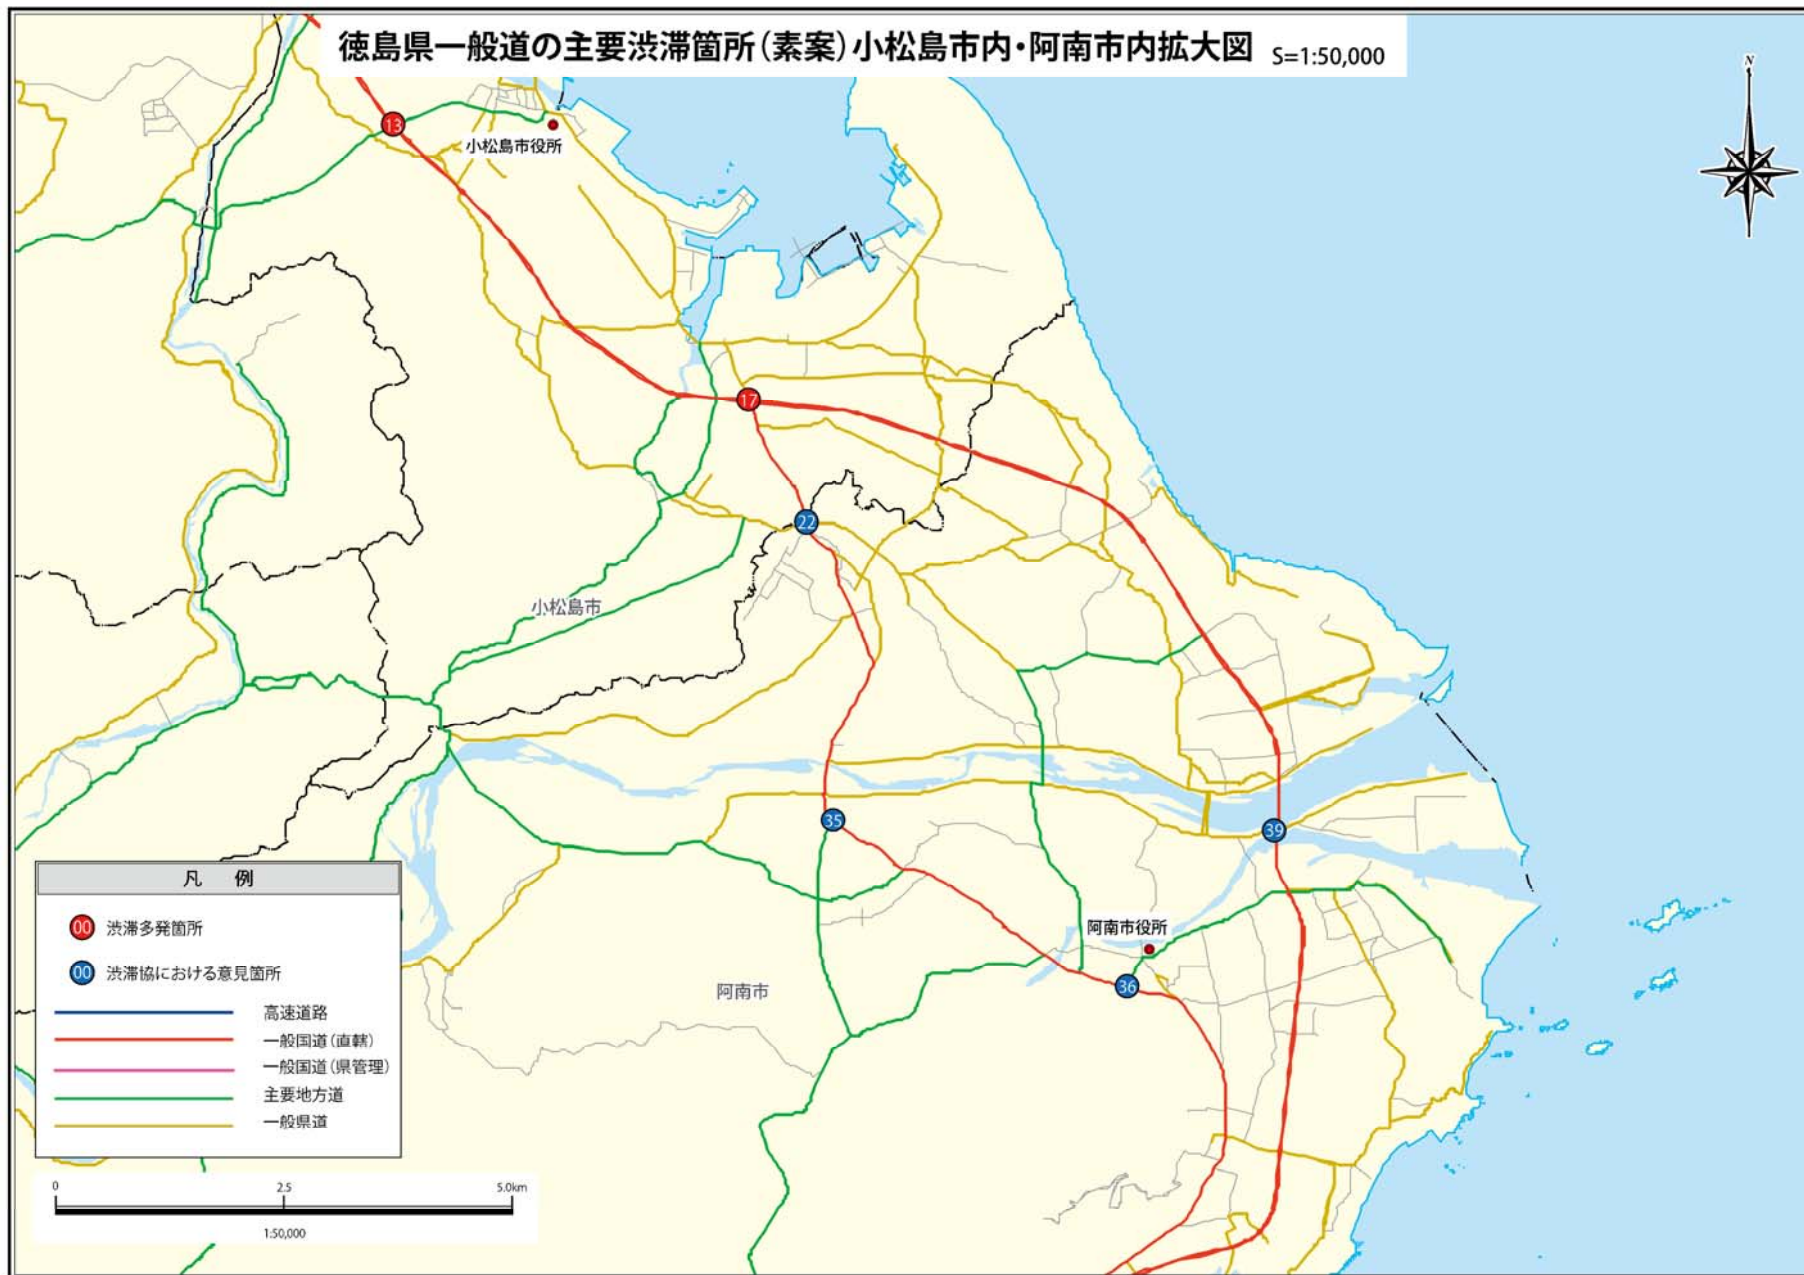 徳島県一般道の主要渋滞箇所（素案）小松島市内・阿南市内拡大図 S=1:50,000
N
13
小松島市役所
17
22
小松島市
35
39
阿南市役所
36
阿南市
凡 例
00 渋滞多発箇所
00 渋滞協における意見箇所
高速道路
一般国道（直轄）
一般国道（県管理）
主要地方道
一般県道
0 2.5 5.0km
1:50,000